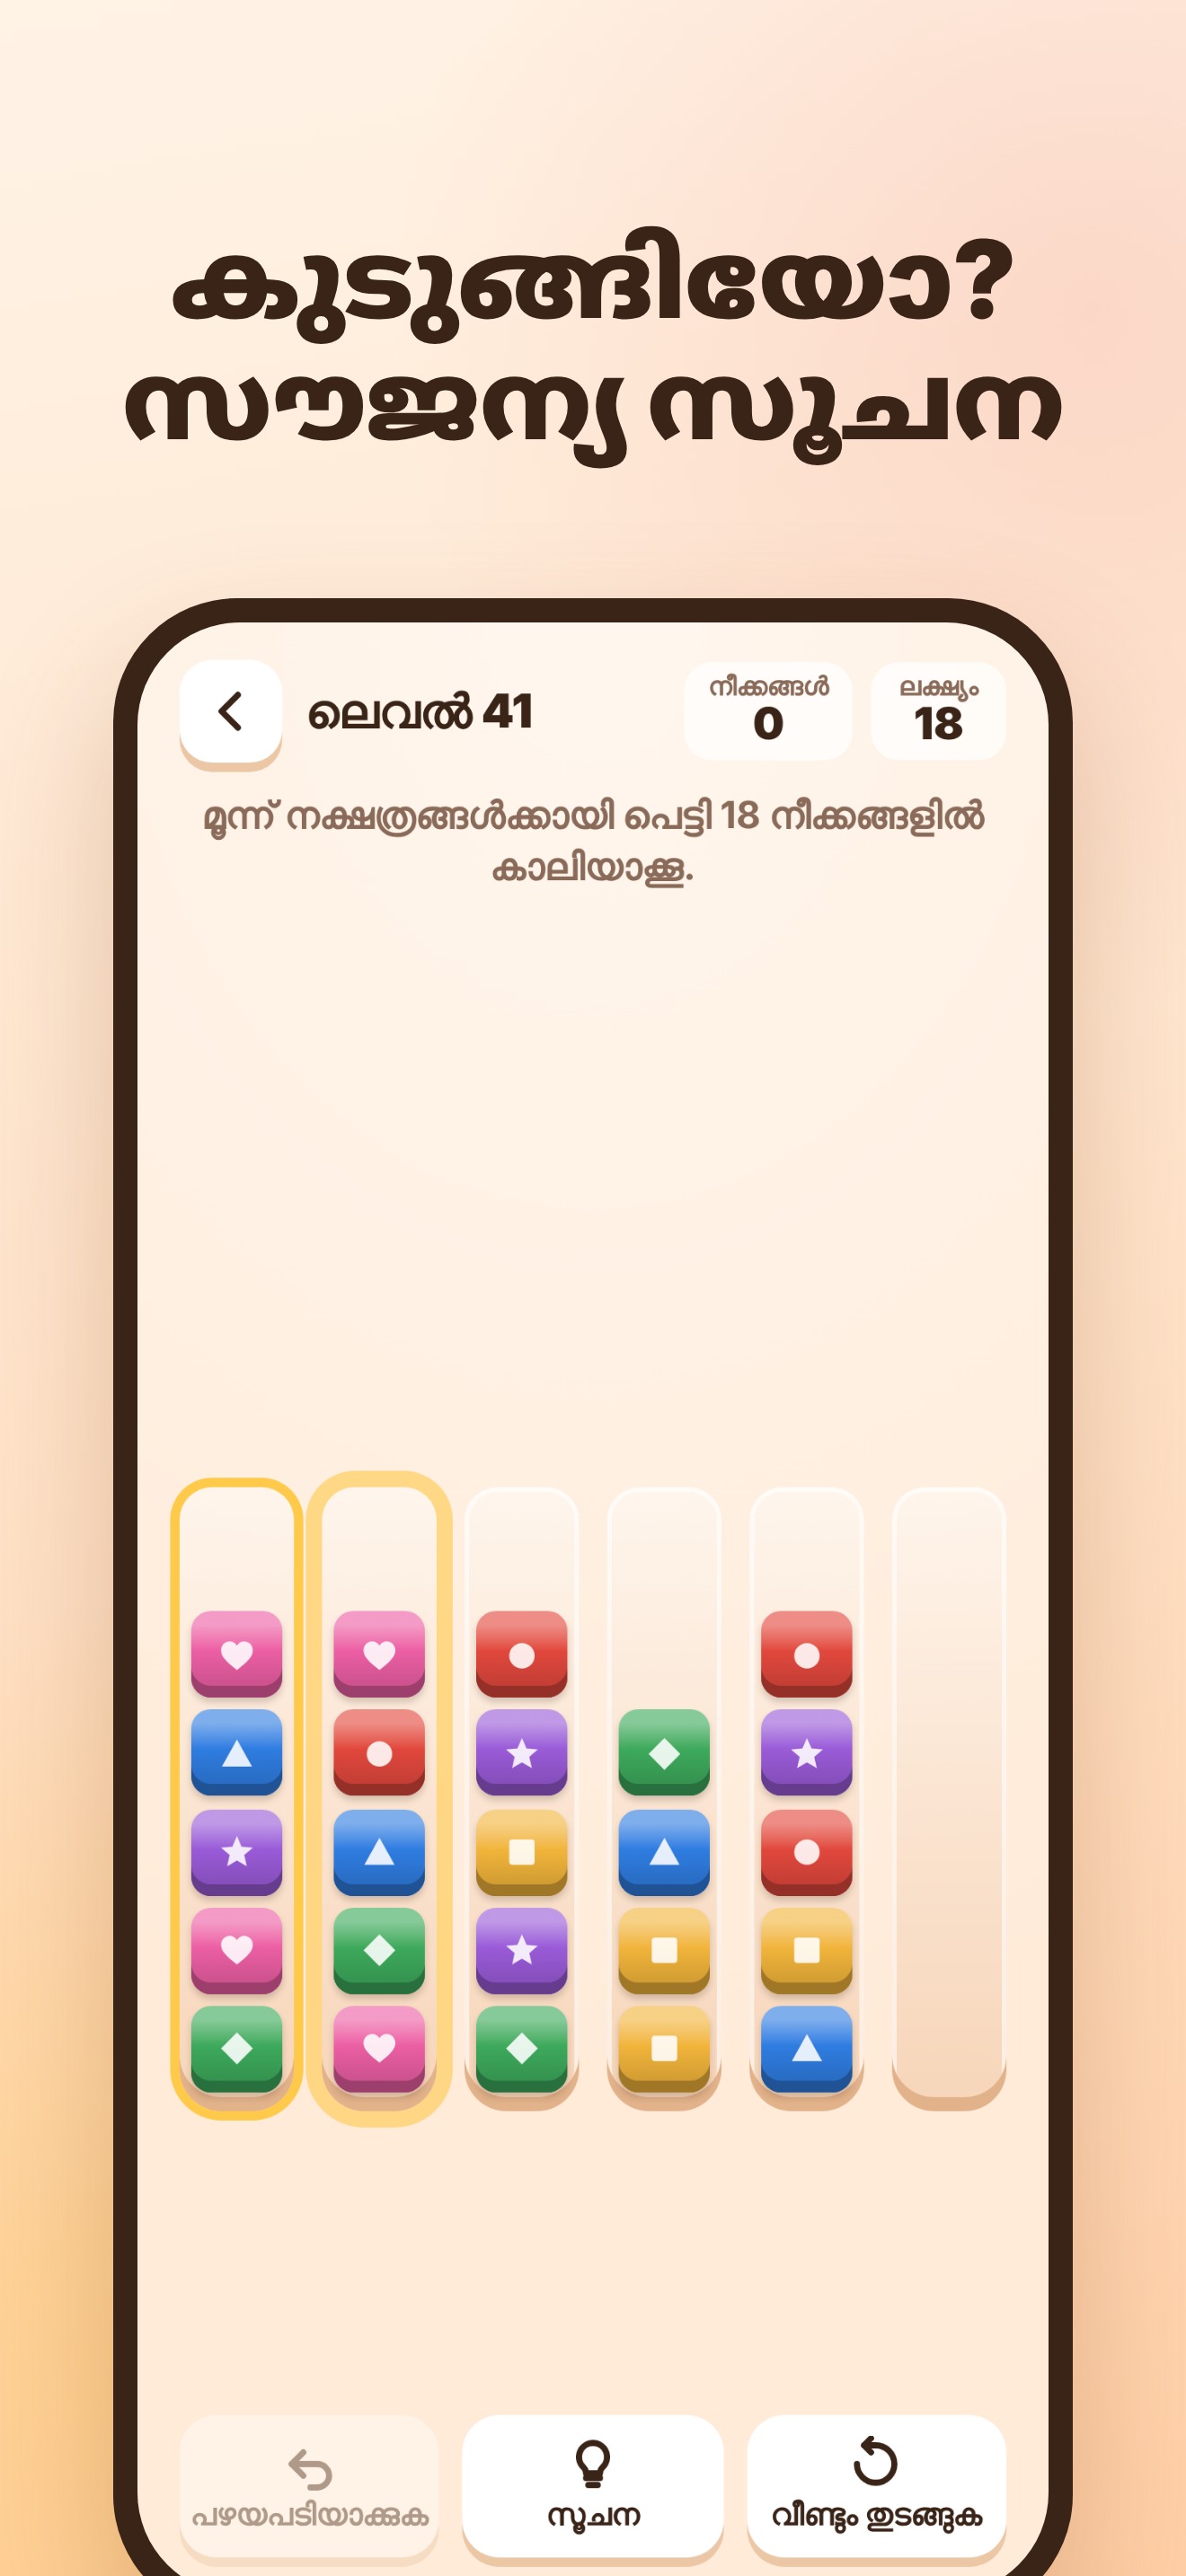 കുടുങ്ങിയോ?
സൗജന്യ സൂചന
ലെവൽ 41
നീക്കങ്ങൾ
0
ലക്ഷ്യം
18
മൂന്ന് നക്ഷത്രങ്ങൾക്കായി പെട്ടി 18 നീക്കങ്ങളിൽ
കാലിയാക്കൂ.
പഴയപടിയാക്കുക
സൂചന
വീണ്ടും തുടങ്ങുക